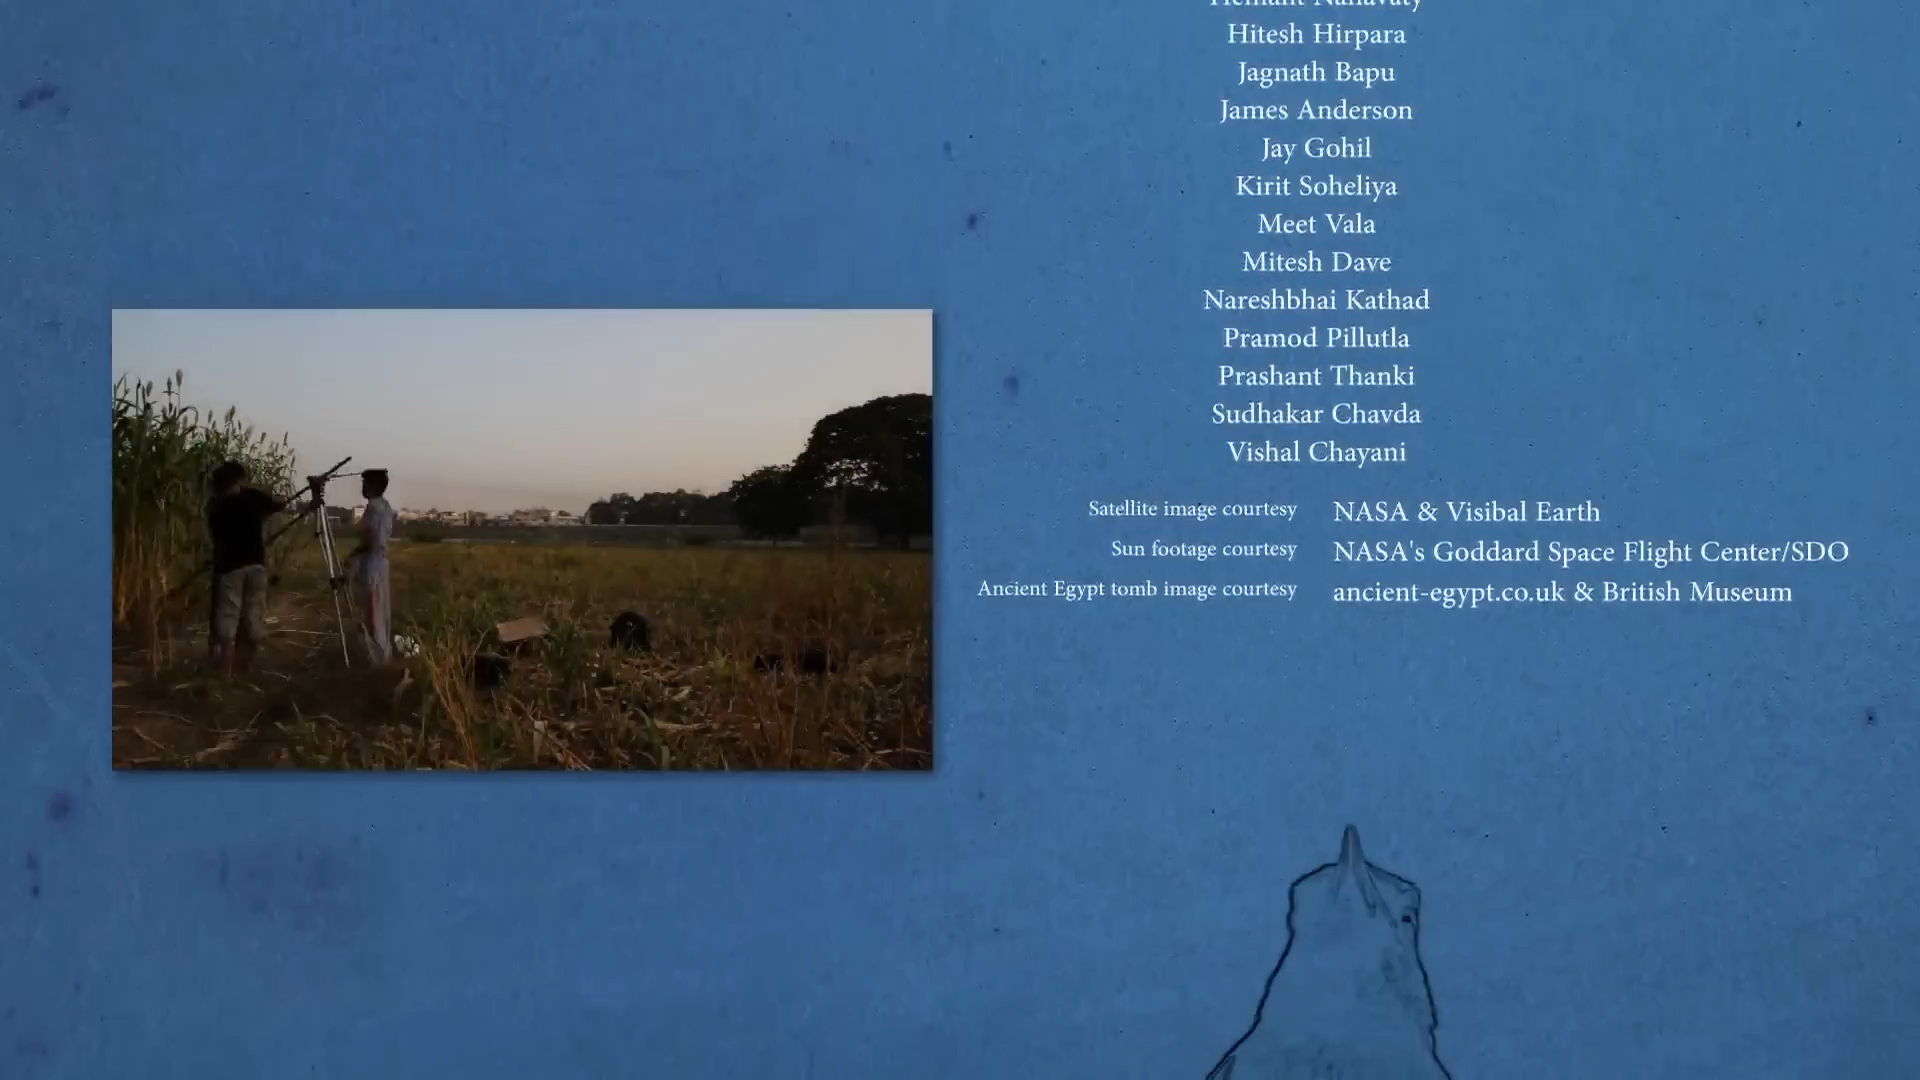 Hitesh Hirpara
Jagnath Bapu
James Anderson
Jay Gohil
Kirit Soheliya
Meet Vala
Mitesh Dave
Nareshbhai Kathad
Pramod Pillutla
Prashant Thanki
Sudhakar Chavda
Vishal Chayani
Satellite image courtesy NASA & Visibal Earth
Sun footage courtesy NASA's Goddard Space Flight Center/SDO
Ancient Egypt tomb image courtesy ancient-egypt.co.uk & British Museum